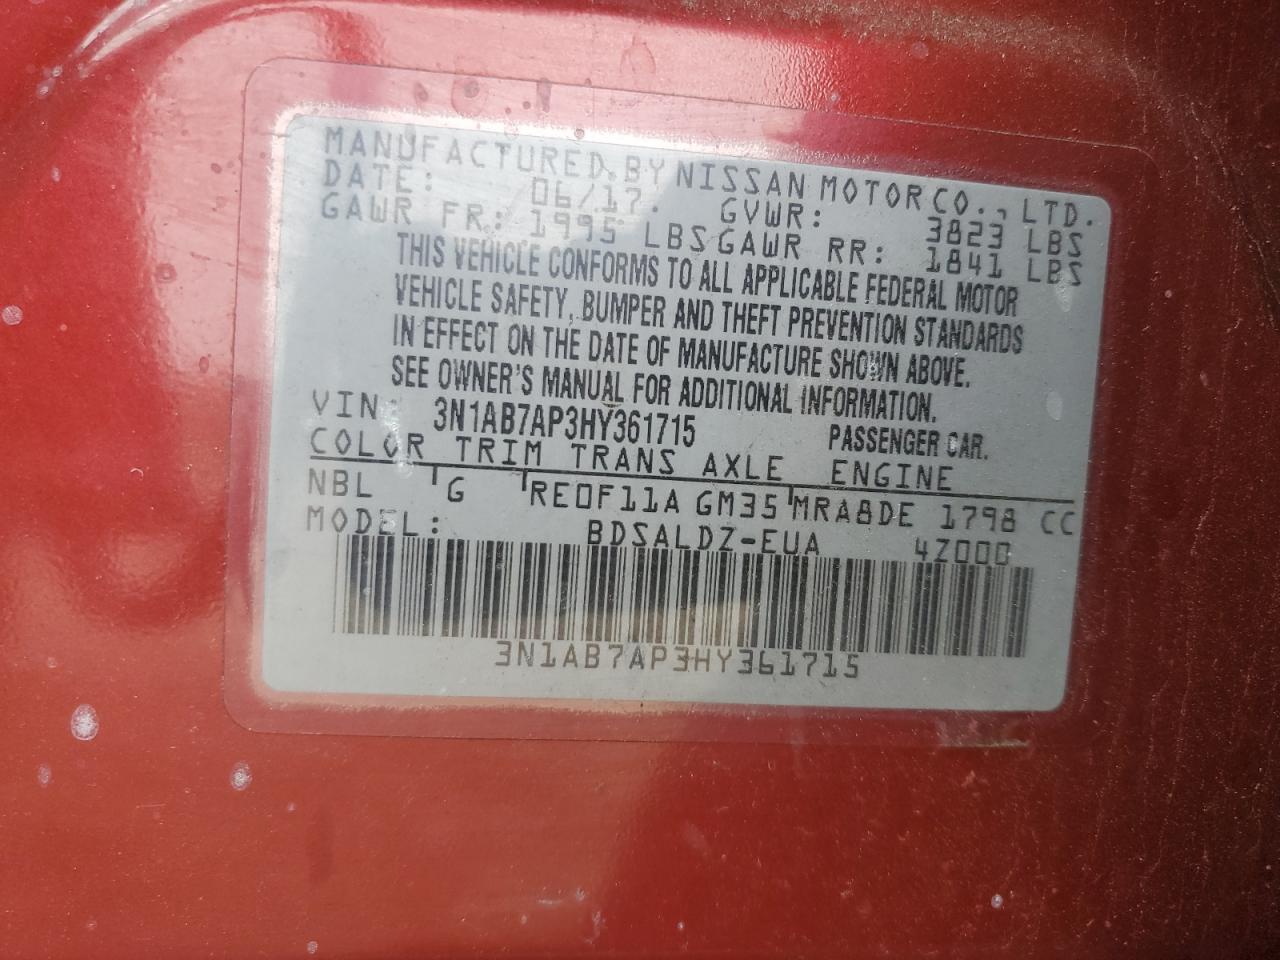 MANUFACTURED BY NISSAN MOTOR CO., LTD.
DATE: 06/17. GVWR: 3823 LBS
GAWR FR: 1995 LBS GAWR RR: 1841 LBS
THIS VEHICLE CONFORMS TO ALL APPLICABLE FEDERAL MOTOR
VEHICLE SAFETY, BUMPER AND THEFT PREVENTION STANDARDS
IN EFFECT ON THE DATE OF MANUFACTURE SHOWN ABOVE.
SEE OWNER'S MANUAL FOR ADDITIONAL INFORMATION.
VIN: 3N1AB7AP3HY361715 PASSENGER CAR.
COLOR TRIM TRANS AXLE ENGINE
NBL G RE0F11A GM35 MRA8DE 1798 CC
MODEL: BDSALDZ-EUA 4Z000
3N1AB7AP3HY361715